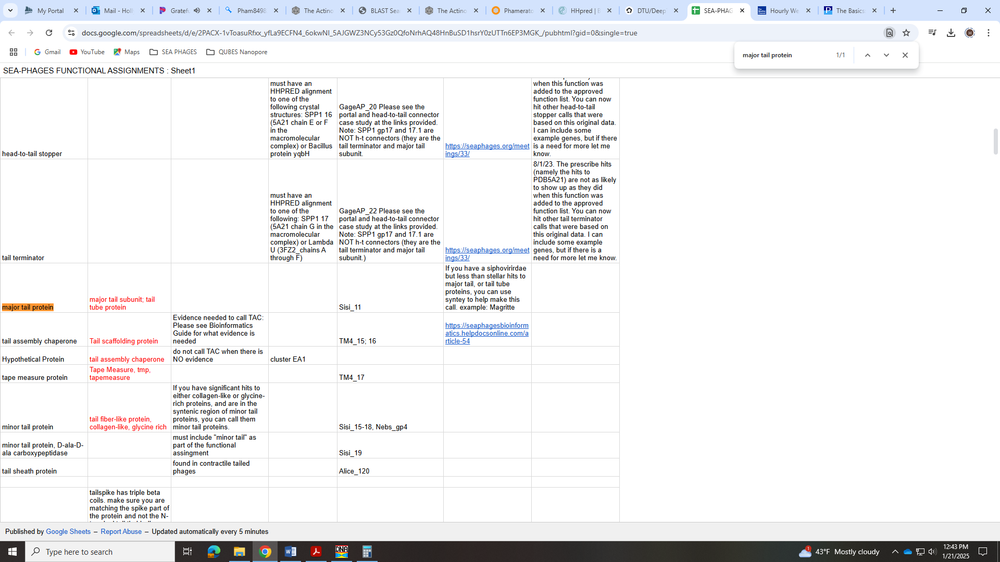 My Portal
Mail - Holl
Gratefu
Pham8498
The Actino
BLAST Sea
The Actino
Phamerato
HHpred | B
DTU/Deep
SEA-PHAG
Hourly We
The Basics
docs.google.com/spreadsheets/d/e/2PACX-1vToasuRfxx_yfLa9ECFN4_6okwNI_5AJGWZ3NCy53Gz0QfoNrhAQ48HnBuSD1hsrY0zUTTn6EP3MGK_/pubhtml?gid=0&single=true
H
Gmail
YouTube
Maps
SEA PHAGES
QUBES Nanopore
major tail protein
1/1
SEA-PHAGES FUNCTIONAL ASSIGNMENTS : Sheet1
head-to-tail stopper
must have an
HHPRED alignment
to one of the
following crystal
structures: SPP1 16
(5A21 chain E or F
in the
macromolecular
complex) or Bacillus
protein yqbH
GageAP_20 Please see the
portal and head-to-tail connector
case study at the links provided.
Note: SPP1 gp17 and 17.1 are
NOT h-t connectors (they are the
tail terminator and major tail
subunit.
https://seaphages.org/meet
ings/33/
when this function was
added to the approved
function list. You can now
hit other head-to-tail
stopper calls that were
based on this original data.
I can include some
example genes, but if there
is a need for more let me
know.
tail terminator
must have an
HHPRED alignment
to one of the
following: SPP1 17
(5A21 chain G in the
macromolecular
complex) or Lambda
U (3FZ2_chains A
through F)
GageAP_22 Please see the
portal and head-to-tail connector
case study at the links provided.
Note: SPP1 gp17 and 17.1 are
NOT h-t connectors (they are the
tail terminator and major tail
subunit.)
https://seaphages.org/meet
ings/33/
8/1/23. The prescribe hits
(namely the hits to
PDB5A21) are not as likely
to show up as they did
when this function was
added to the approved
function list. You can now
hit other tail terminator
calls that were based on
this original data. I can
include some example
genes, but if there is a
need for more let me know.
major tail protein
major tail subunit; tail
tube protein
Sisi_11
If you have a siphovirirdae
but less than stellar hits to
major tail, or tail tube
proteins, you can use
syntey to help make this
call. example: Magritte
tail assembly chaperone
Tail scaffolding protein
Evidence needed to call TAC:
Please see Bioinformatics
Guide for what evidence is
needed
TM4_15; 16
https://seaphagesbioinform
atics.helpdocsonline.com/a
rticle-54
Hypothetical Protein
tail assembly chaperone
do not call TAC when there is
NO evidence
cluster EA1
tape measure protein
Tape Measure, tmp,
tapemeasure
TM4_17
minor tail protein
tail fiber-like protein,
collagen-like, glycine rich
If you have significant hits to
either collagen-like or glycine-
rich proteins, and are in the
syntenic region of minor tail
proteins, you can call them
minor tail proteins.
Sisi_15-18, Nebs_gp4
minor tail protein, D-ala-D-
ala carboxypeptidase
must include "minor tail" as
part of the functional
assingment
Sisi_19
tail sheath protein
found in contractile tailed
phages
Alice_120
tailspike has triple beta
coils. make sure you are
matching the spike part of
the protein and not the N-
Published by Google Sheets – Report Abuse – Updated automatically every 5 minutes
Type here to search
DNA
1
43°F Mostly cloudy
12:43 PM
1/21/2025